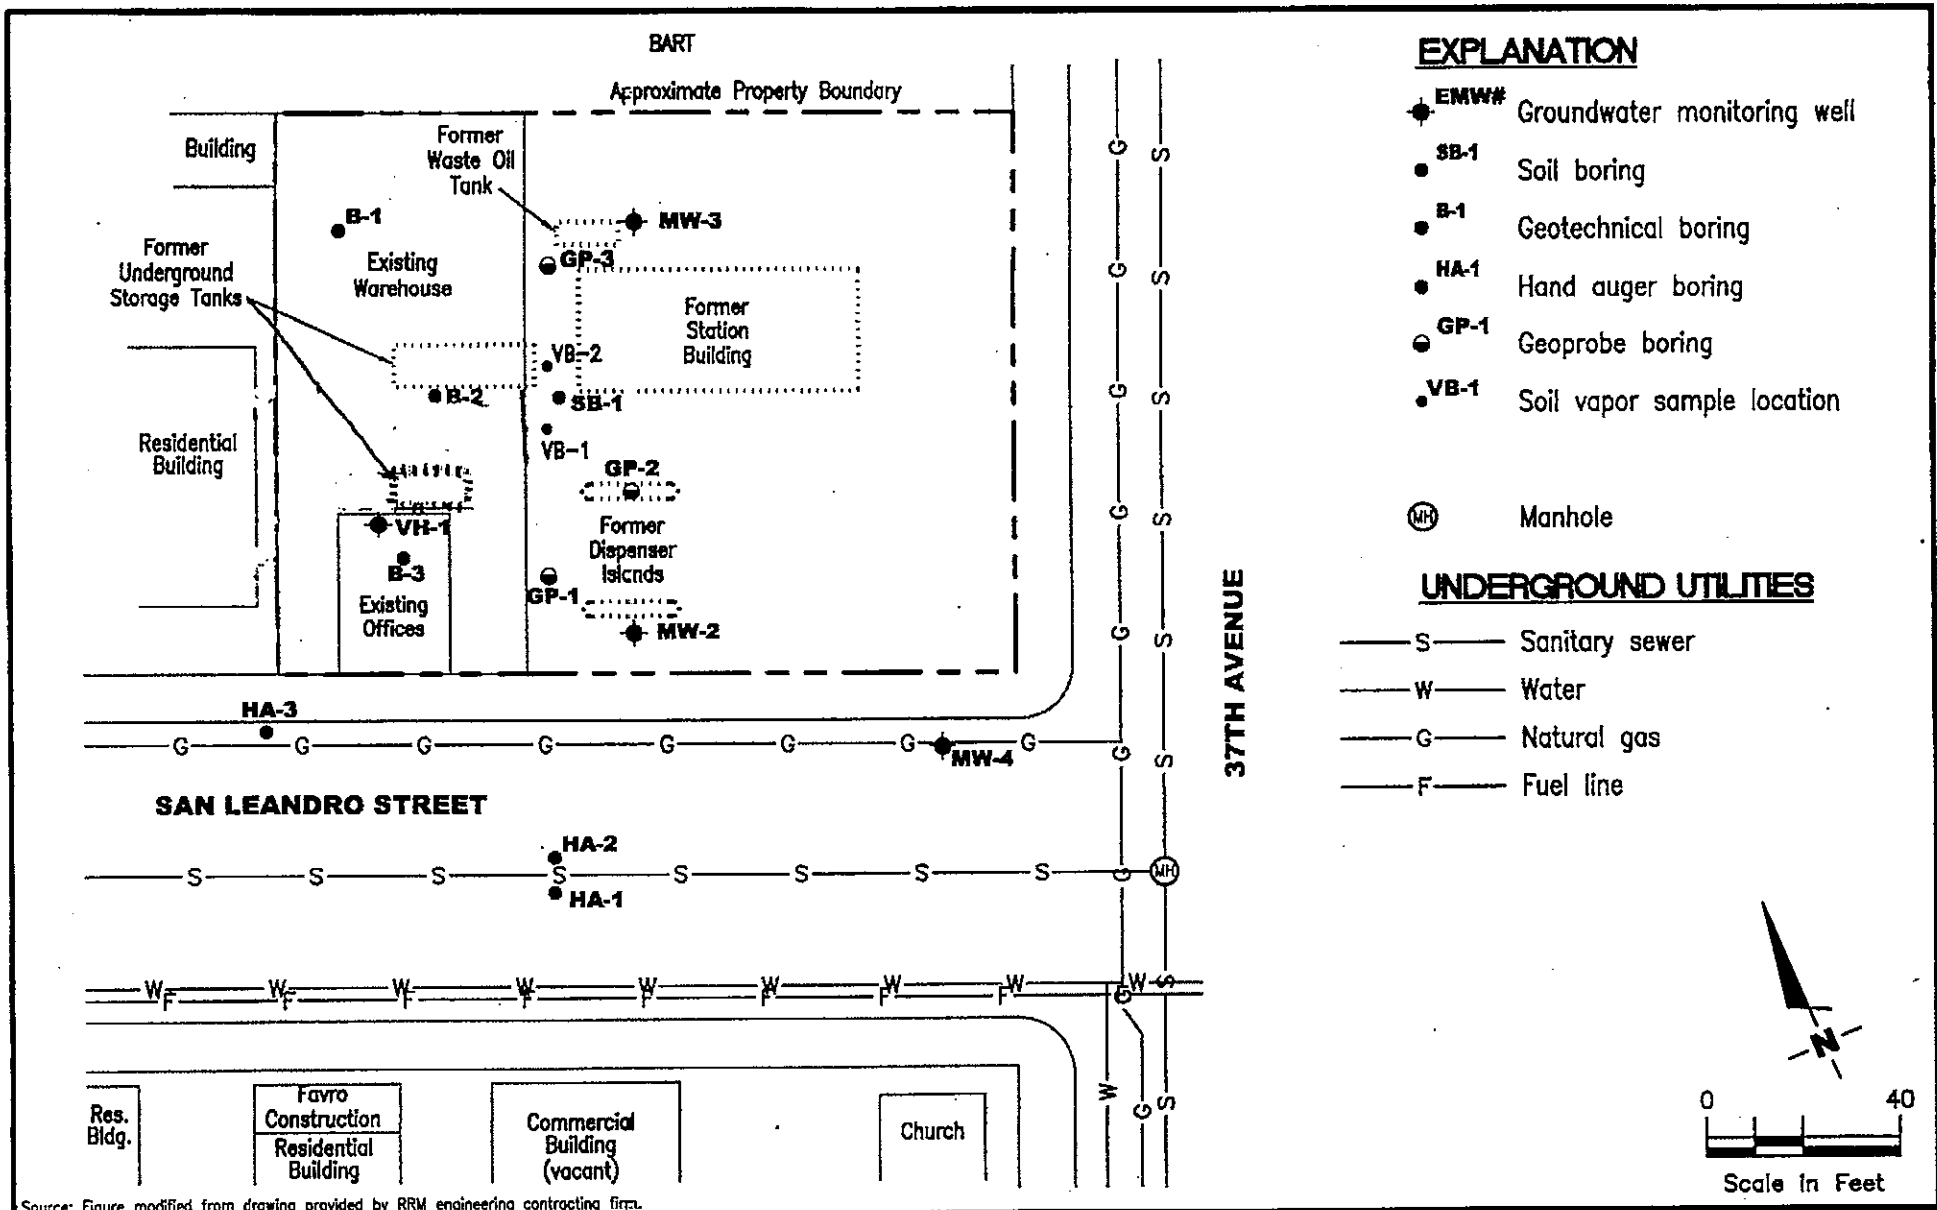 BART
Approximate Property Boundary
Building
Former
Waste Oil
Tank
B-1
MW-3
GP-3
Former
Underground
Storage Tanks
Existing
Warehouse
Former
Station
Building
VB-2
B-2
SB-1
VB-1
Residential
Building
GP-2
VH-1
B-3
Former
Dispenser
Islands
GP-1
Existing
Offices
MW-2
HA-3
G G G G G G G G
MW-4
SAN LEANDRO STREET
HA-2
S S S S S S S S
MH
HA-1
37TH AVENUE
G G G G G G G G
S S S S S S S S
W W W W W W W W W
F F F F F F F F
W G S
Res.
Bldg.
Favro
Construction
Residential
Building
Commercial
Building
(vacant)
Church
Source: Figure modified from drawing provided by RRM engineering contracting firm.
EXPLANATION
EMW# Groundwater monitoring well
SB-1 Soil boring
B-1 Geotechnical boring
HA-1 Hand auger boring
GP-1 Geoprobe boring
VB-1 Soil vapor sample location
MH Manhole
UNDERGROUND UTILITIES
S Sanitary sewer
W Water
G Natural gas
F Fuel line
N
0 40
Scale in Feet